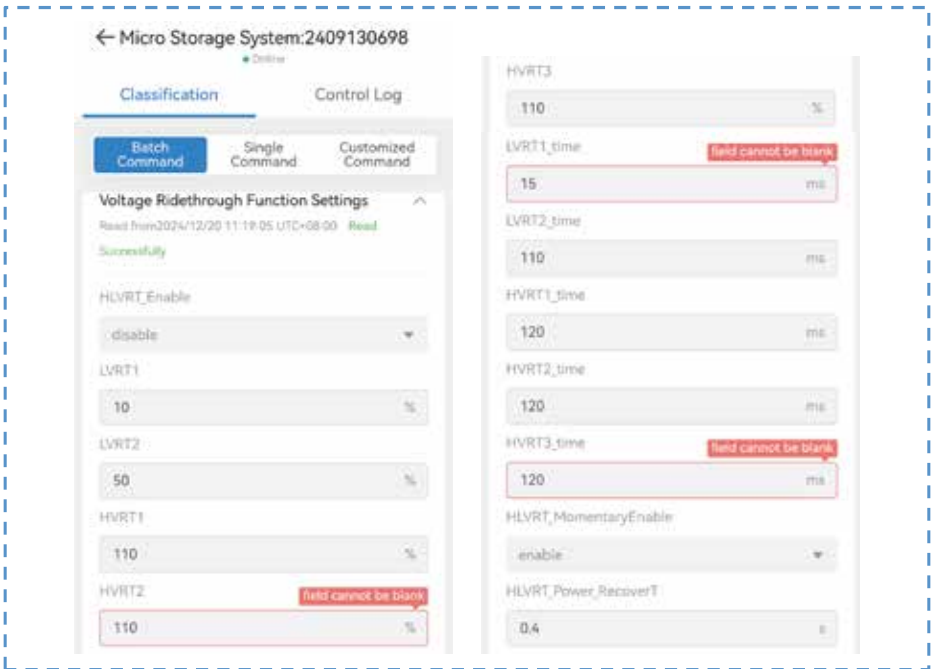 ← Micro Storage System:2409130698
Online
Classification
Control Log
Batch Command
Single Command
Customized Command
Voltage Ridethrough Function Settings
Read from2024/12/20 11:19:05 UTC+08:00 Read
Successfully
HLVRT_Enable
disable
LVRT1
10 %
LVRT2
50 %
HVRT1
110 %
HVRT2
field cannot be blank
110 %
HVRT3
110 %
LVRT1_time
field cannot be blank
15 ms
LVRT2_time
110 ms
HVRT1_time
120 ms
HVRT2_time
120 ms
HVRT3_time
field cannot be blank
120 ms
HLVRT_MomentaryEnable
enable
HLVRT_Power_RecoverT
0.4 s